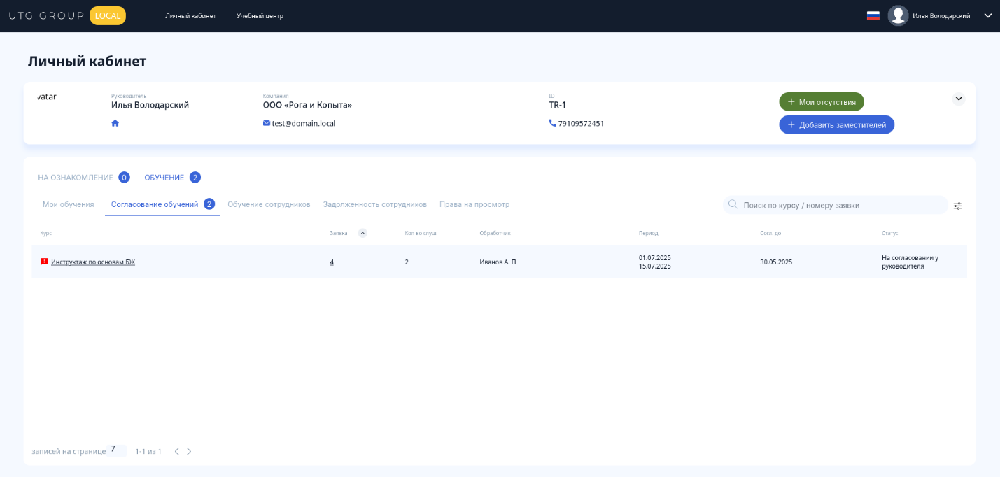 UTG GROUP LOCAL Личный кабинет Учебный центр Илья Володарский
Личный кабинет
vatar
Руководитель Компания ID
Илья Володарский ООО «Рога и Копыта» TR-1
+ Мои отсутствия
test@domain.local 79109572451
+ Добавить заместителей
НА ОЗНАКОМЛЕНИЕ 0 ОБУЧЕНИЕ 2
Мои обучения Согласование обучений 2 Обучение сотрудников Задолженность сотрудников Права на просмотр Поиск по курсу / номеру заявки
Курс Заявка Кол-во слуш. Обработчик Период Согл. до Статус
Инструктаж по основам БЖ 4 2 Иванов А. П 01.07.2025 30.05.2025 На согласовании у
15.07.2025 руководителя
записей на странице 7 1-1 из 1